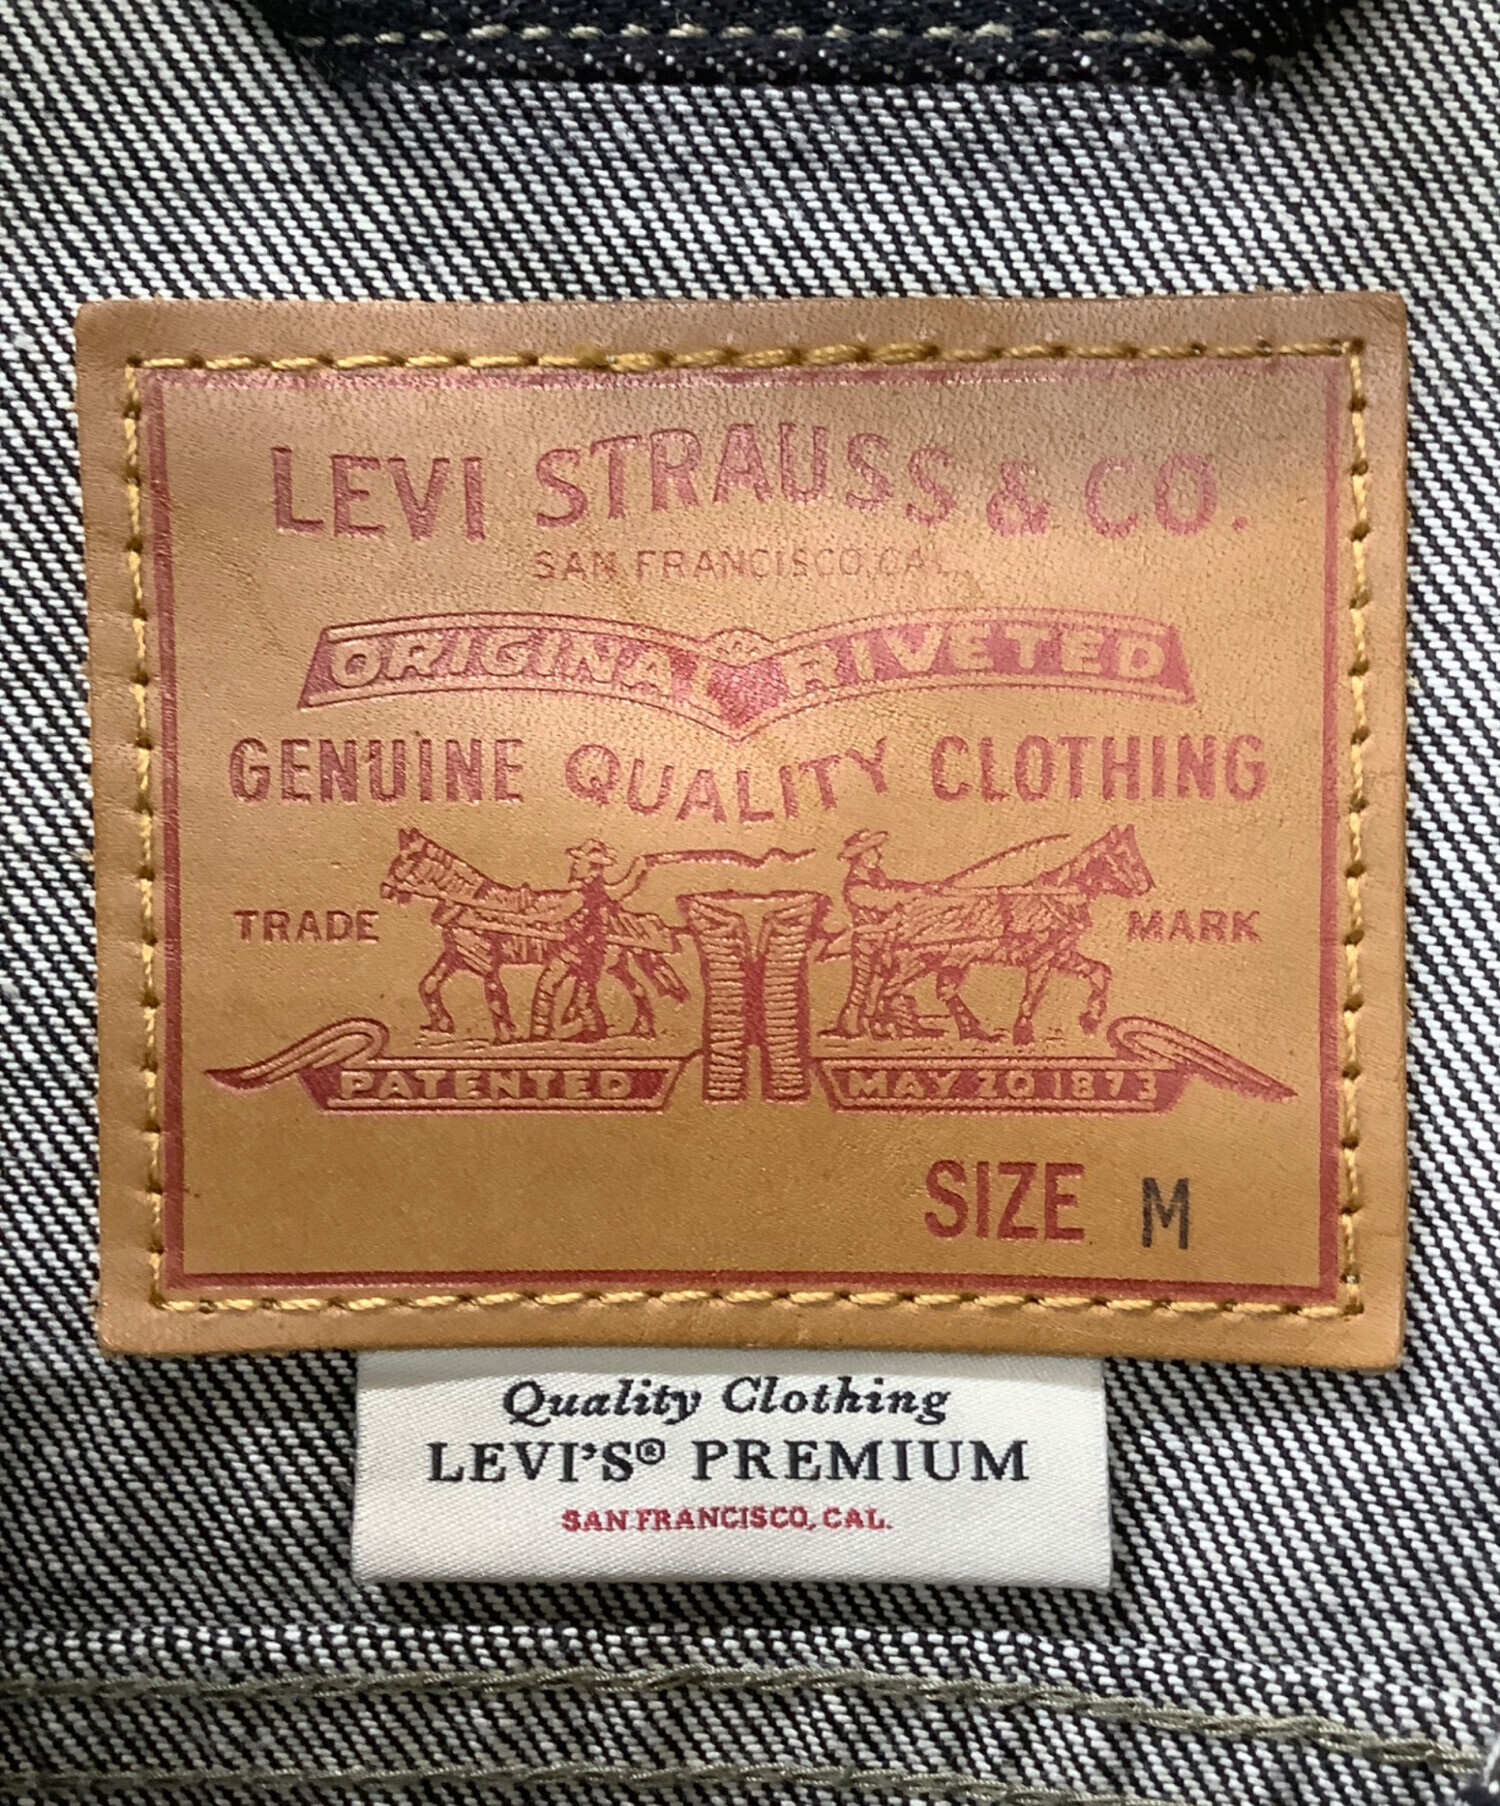 LEVI STRAUSS & CO.
SAN FRANCISCO, CAL.
ORIGINAL RIVETED
GENUINE QUALITY CLOTHING
TRADE MARK
PATENTED MAY 20 1873
SIZE M
Quality Clothing
LEVI'S® PREMIUM
SAN FRANCISCO, CAL.